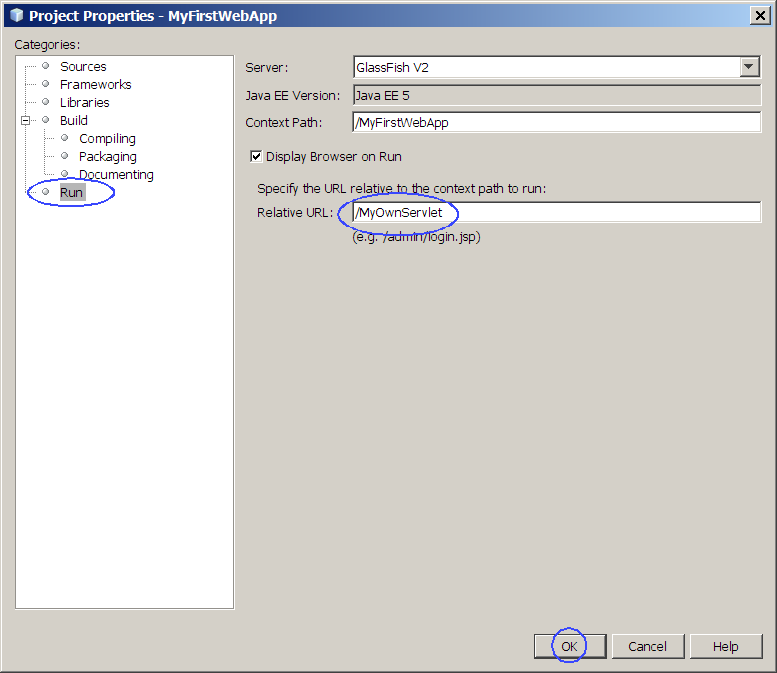 Project Properties - MyFirstWebApp
Categories:
Sources
Frameworks
Libraries
Build
Compiling
Packaging
Documenting
Run
Server: GlassFish V2
Java EE Version: Java EE 5
Context Path: /MyFirstWebApp
Display Browser on Run
Specify the URL relative to the context path to run:
Relative URL: /MyOwnServlet
(e.g. /admin/login.jsp)
OK Cancel Help